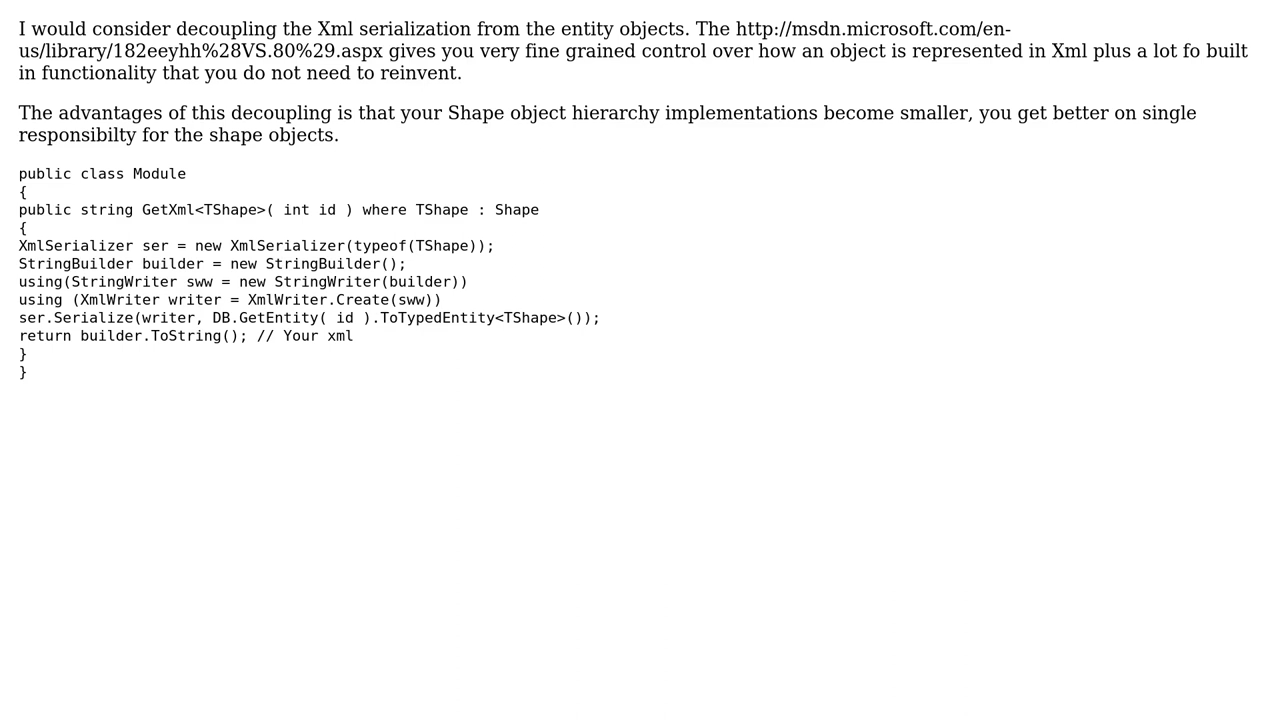 I would consider decoupling the Xml serialization from the entity objects. The http://msdn.microsoft.com/en-
us/library/182eeyhh%28VS.80%29.aspx gives you very fine grained control over how an object is represented in Xml plus a lot fo built
in functionality that you do not need to reinvent.
The advantages of this decoupling is that your Shape object hierarchy implementations become smaller, you get better on single
responsibilty for the shape objects.
public class Module
{
public string GetXml<TShape>( int id ) where TShape : Shape
{
XmlSerializer ser = new XmlSerializer(typeof(TShape));
StringBuilder builder = new StringBuilder();
using(StringWriter sww = new StringWriter(builder))
using (XmlWriter writer = XmlWriter.Create(sww))
ser.Serialize(writer, DB.GetEntity( id ).ToTypedEntity<TShape>());
return builder.ToString(); // Your xml
}
}